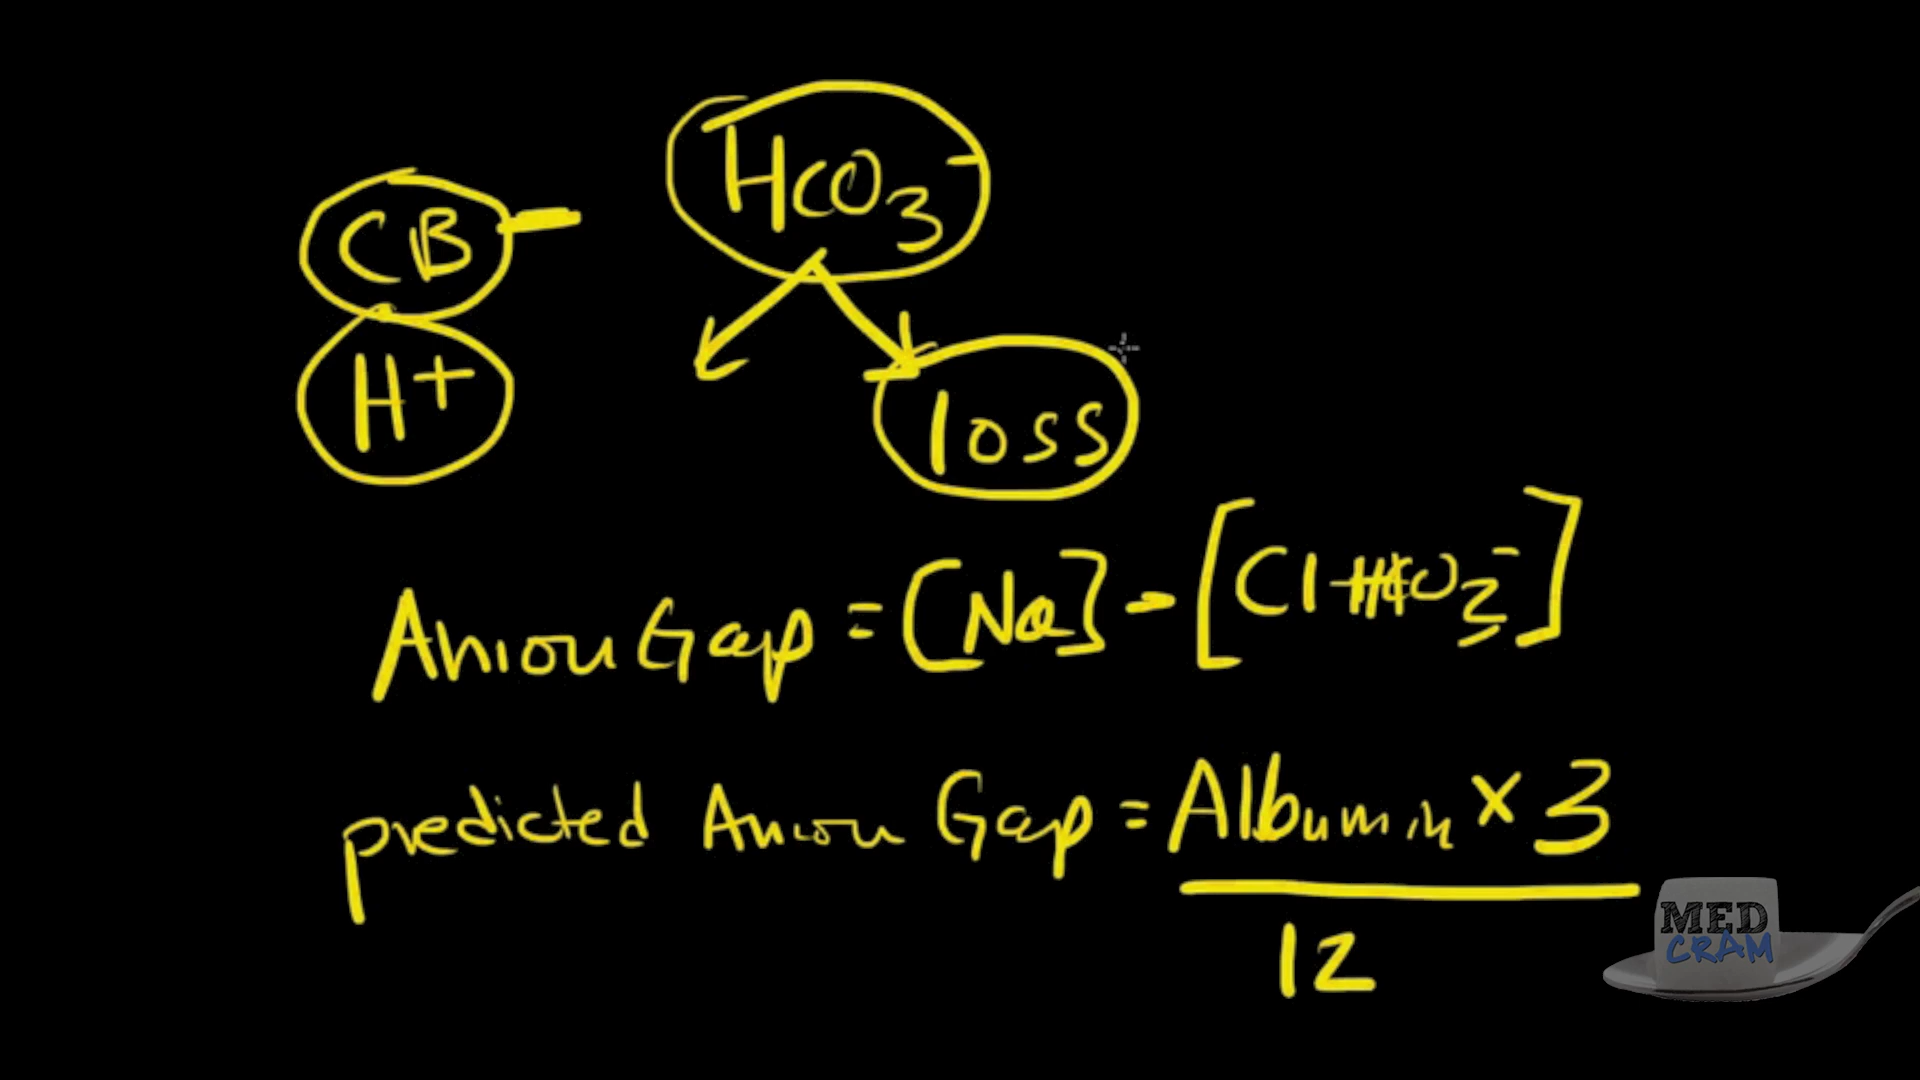 HCO3-
CB-
H+
loss
Anion Gap = [Na] - [Cl + HCO3-]
predicted Anion Gap = Albumin x 3
12
MED
CRAM